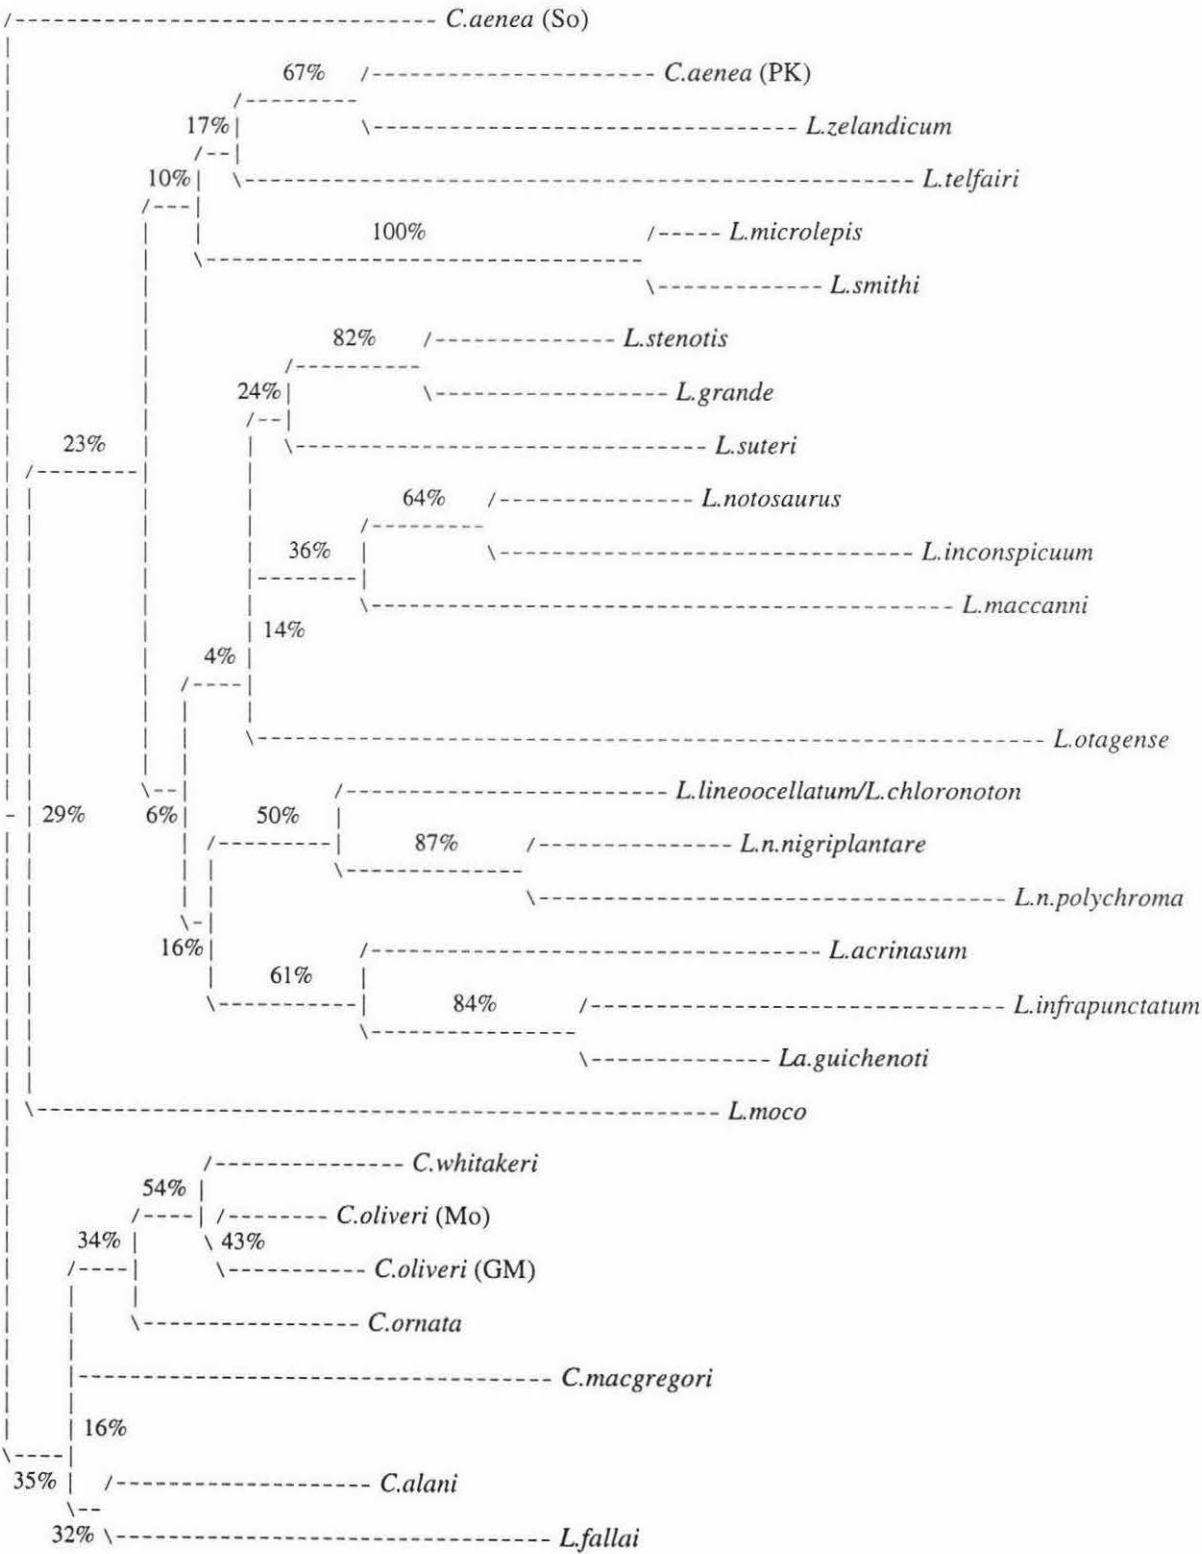 C.aenea (So)
67% C.aenea (PK)
17% L.zelandicum
10% L.telfairi
100% L.microlepis
L.smithi
82% L.stenotis
24% L.grande
23% L.suteri
64% L.notosaurus
36% L.inconspicuum
L.maccanni
14%
4%
L.otagense
L.lineoocellatum/L.chloronoton
29% 6% 50%
87% L.n.nigriplantare
L.n.polychroma
16% L.acrinasum
61%
84% L.infrapunctatum
La.guichenoti
L.moco
C.whitakeri
54%
C.oliveri (Mo)
34% 43%
C.oliveri (GM)
C.ornata
C.macgregori
16%
35% C.alani
32% L.fallai